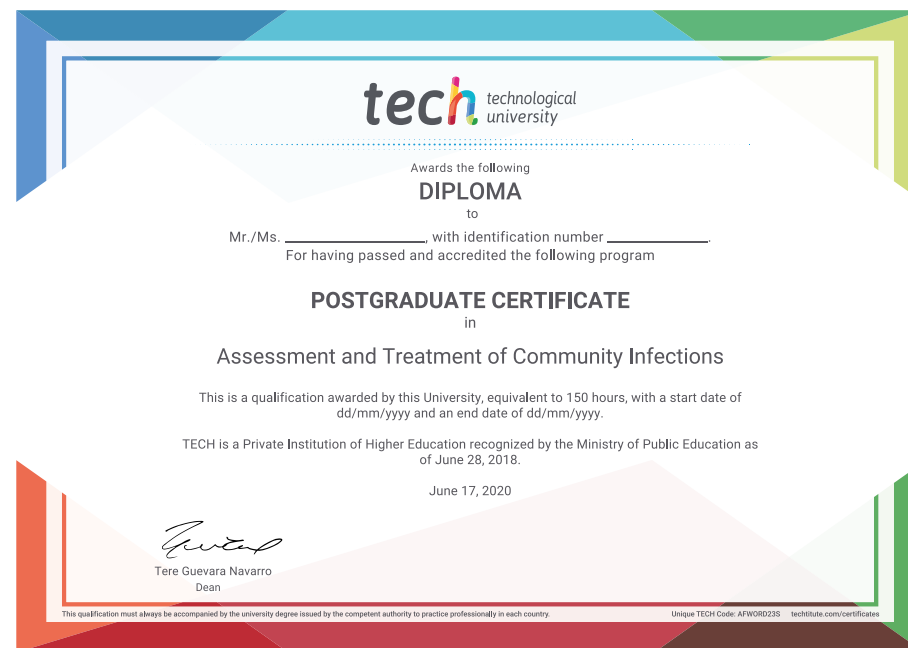 tech technological
university
Awards the following
DIPLOMA
to
Mr./Ms. ____________________, with identification number ______________.
For having passed and accredited the following program
POSTGRADUATE CERTIFICATE
in
Assessment and Treatment of Community Infections
This is a qualification awarded by this University, equivalent to 150 hours, with a start date of
dd/mm/yyyy and an end date of dd/mm/yyyy.
TECH is a Private Institution of Higher Education recognized by the Ministry of Public Education as
of June 28, 2018.
June 17, 2020
Tere Guevara Navarro
Dean
This qualification must always be accompanied by the university degree issued by the competent authority to practice professionally in each country. Unique TECH Code: AFWORD23S techtitute.com/certificates